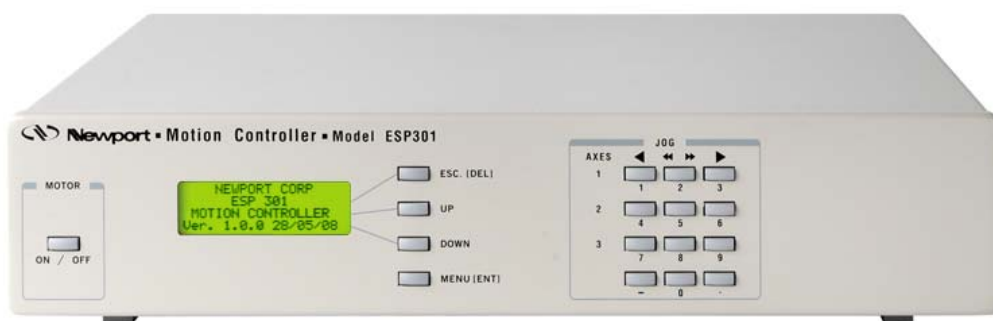 Newport▪Motion Controller▪Model ESP301
MOTOR
ON / OFF
NEWPORT CORP
ESP 301
MOTION CONTROLLER
Ver. 1.0.0 28/05/08
ESC. (DEL)
UP
DOWN
MENU (ENT)
JOG
AXES
1
1 2 3
2
4 5 6
3
7 8 9
– 0 .